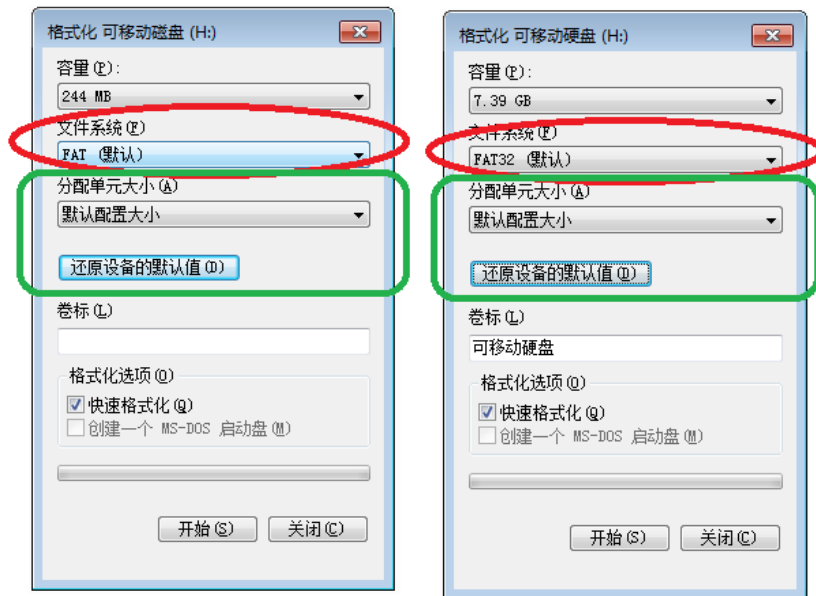 格式化 可移动磁盘 (H:)
容量(P):
244 MB
文件系统(F)
FAT (默认)
分配单元大小(A)
默认配置大小
还原设备的默认值(D)
卷标(L)
格式化选项(O)
快速格式化(Q)
创建一个 MS-DOS 启动盘(M)
开始(S)
关闭(C)
格式化 可移动硬盘 (H:)
容量(P):
7.39 GB
文件系统(F)
FAT32 (默认)
分配单元大小(A)
默认配置大小
还原设备的默认值(D)
卷标(L)
可移动硬盘
格式化选项(O)
快速格式化(Q)
创建一个 MS-DOS 启动盘(M)
开始(S)
关闭(C)